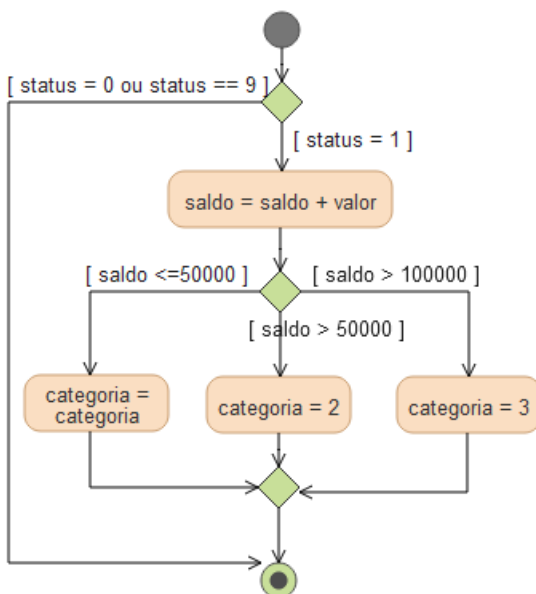 [ status = 0 ou status == 9 ]
[ status = 1 ]
saldo = saldo + valor
[ saldo <=50000 ]
[ saldo > 100000 ]
[ saldo > 50000 ]
categoria =
categoria
categoria = 2
categoria = 3